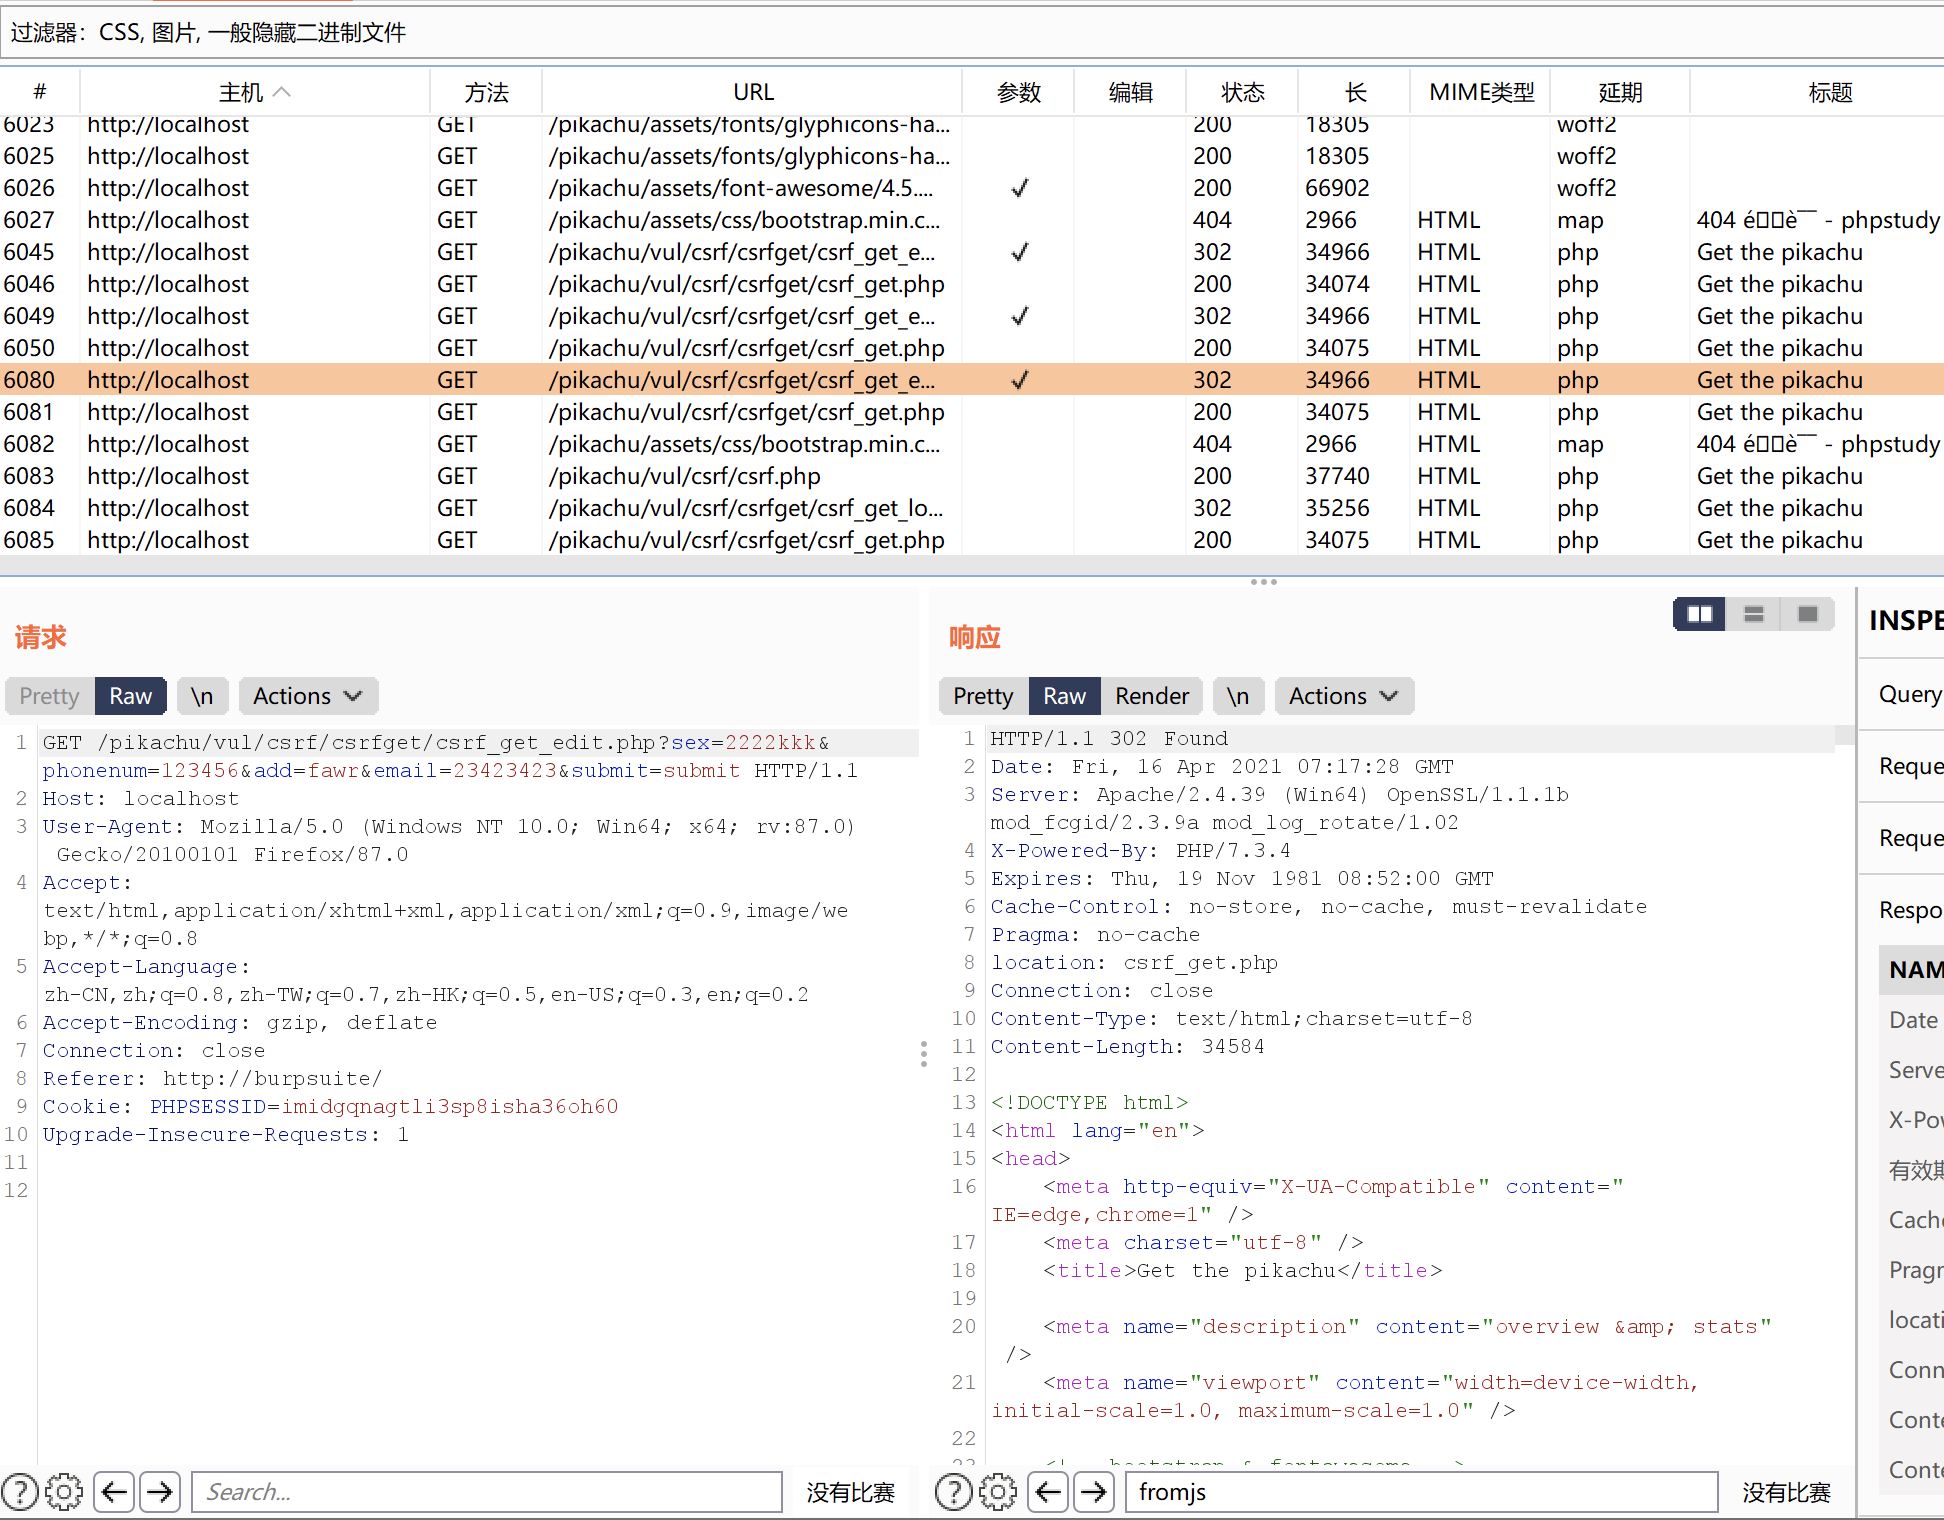 过滤器：CSS, 图片, 一般隐藏二进制文件
# 主机 方法 URL 参数 编辑 状态 长 MIME类型 延期 标题
6023 http://localhost GET /pikachu/assets/fonts/glyphicons-ha... 200 18305 woff2
6025 http://localhost GET /pikachu/assets/fonts/glyphicons-ha... 200 18305 woff2
6026 http://localhost GET /pikachu/assets/font-awesome/4.5.... ✓ 200 66902 woff2
6027 http://localhost GET /pikachu/assets/css/bootstrap.min.c... 404 2966 HTML map 404 é□□è¯¯ - phpstudy
6045 http://localhost GET /pikachu/vul/csrf/csrfget/csrf_get_e... ✓ 302 34966 HTML php Get the pikachu
6046 http://localhost GET /pikachu/vul/csrf/csrfget/csrf_get.php 200 34074 HTML php Get the pikachu
6049 http://localhost GET /pikachu/vul/csrf/csrfget/csrf_get_e... ✓ 302 34966 HTML php Get the pikachu
6050 http://localhost GET /pikachu/vul/csrf/csrfget/csrf_get.php 200 34075 HTML php Get the pikachu
6080 http://localhost GET /pikachu/vul/csrf/csrfget/csrf_get_e... ✓ 302 34966 HTML php Get the pikachu
6081 http://localhost GET /pikachu/vul/csrf/csrfget/csrf_get.php 200 34075 HTML php Get the pikachu
6082 http://localhost GET /pikachu/assets/css/bootstrap.min.c... 404 2966 HTML map 404 é□□è¯¯ - phpstudy
6083 http://localhost GET /pikachu/vul/csrf/csrf.php 200 37740 HTML php Get the pikachu
6084 http://localhost GET /pikachu/vul/csrf/csrfget/csrf_get_lo... 302 35256 HTML php Get the pikachu
6085 http://localhost GET /pikachu/vul/csrf/csrfget/csrf_get.php 200 34075 HTML php Get the pikachu
请求
Pretty Raw \n Actions
1 GET /pikachu/vul/csrf/csrfget/csrf_get_edit.php?sex=2222kkk&
phonenum=123456&add=fawr&email=23423423&submit=submit HTTP/1.1
2 Host: localhost
3 User-Agent: Mozilla/5.0 (Windows NT 10.0; Win64; x64; rv:87.0)
Gecko/20100101 Firefox/87.0
4 Accept:
text/html,application/xhtml+xml,application/xml;q=0.9,image/we
bp,*/*;q=0.8
5 Accept-Language:
zh-CN,zh;q=0.8,zh-TW;q=0.7,zh-HK;q=0.5,en-US;q=0.3,en;q=0.2
6 Accept-Encoding: gzip, deflate
7 Connection: close
8 Referer: http://burpsuite/
9 Cookie: PHPSESSID=imidgqnagtli3sp8isha36oh60
10 Upgrade-Insecure-Requests: 1
11
12
Search...
没有比赛
响应
Pretty Raw Render \n Actions
1 HTTP/1.1 302 Found
2 Date: Fri, 16 Apr 2021 07:17:28 GMT
3 Server: Apache/2.4.39 (Win64) OpenSSL/1.1.1b
mod_fcgid/2.3.9a mod_log_rotate/1.02
4 X-Powered-By: PHP/7.3.4
5 Expires: Thu, 19 Nov 1981 08:52:00 GMT
6 Cache-Control: no-store, no-cache, must-revalidate
7 Pragma: no-cache
8 location: csrf_get.php
9 Connection: close
10 Content-Type: text/html;charset=utf-8
11 Content-Length: 34584
12
13 <!DOCTYPE html>
14 <html lang="en">
15 <head>
16 <meta http-equiv="X-UA-Compatible" content="
IE=edge,chrome=1" />
17 <meta charset="utf-8" />
18 <title>Get the pikachu</title>
19
20 <meta name="description" content="overview &amp; stats"
/>
21 <meta name="viewport" content="width=device-width,
initial-scale=1.0, maximum-scale=1.0" />
22
23 <!-- bootstrap & fontawesome -->
fromjs
没有比赛
INSPE
Query
Reque
Reque
Respo
NAM
Date
Serve
X-Pow
有效期
Cache
Pragn
locati
Conn
Conte
Conte